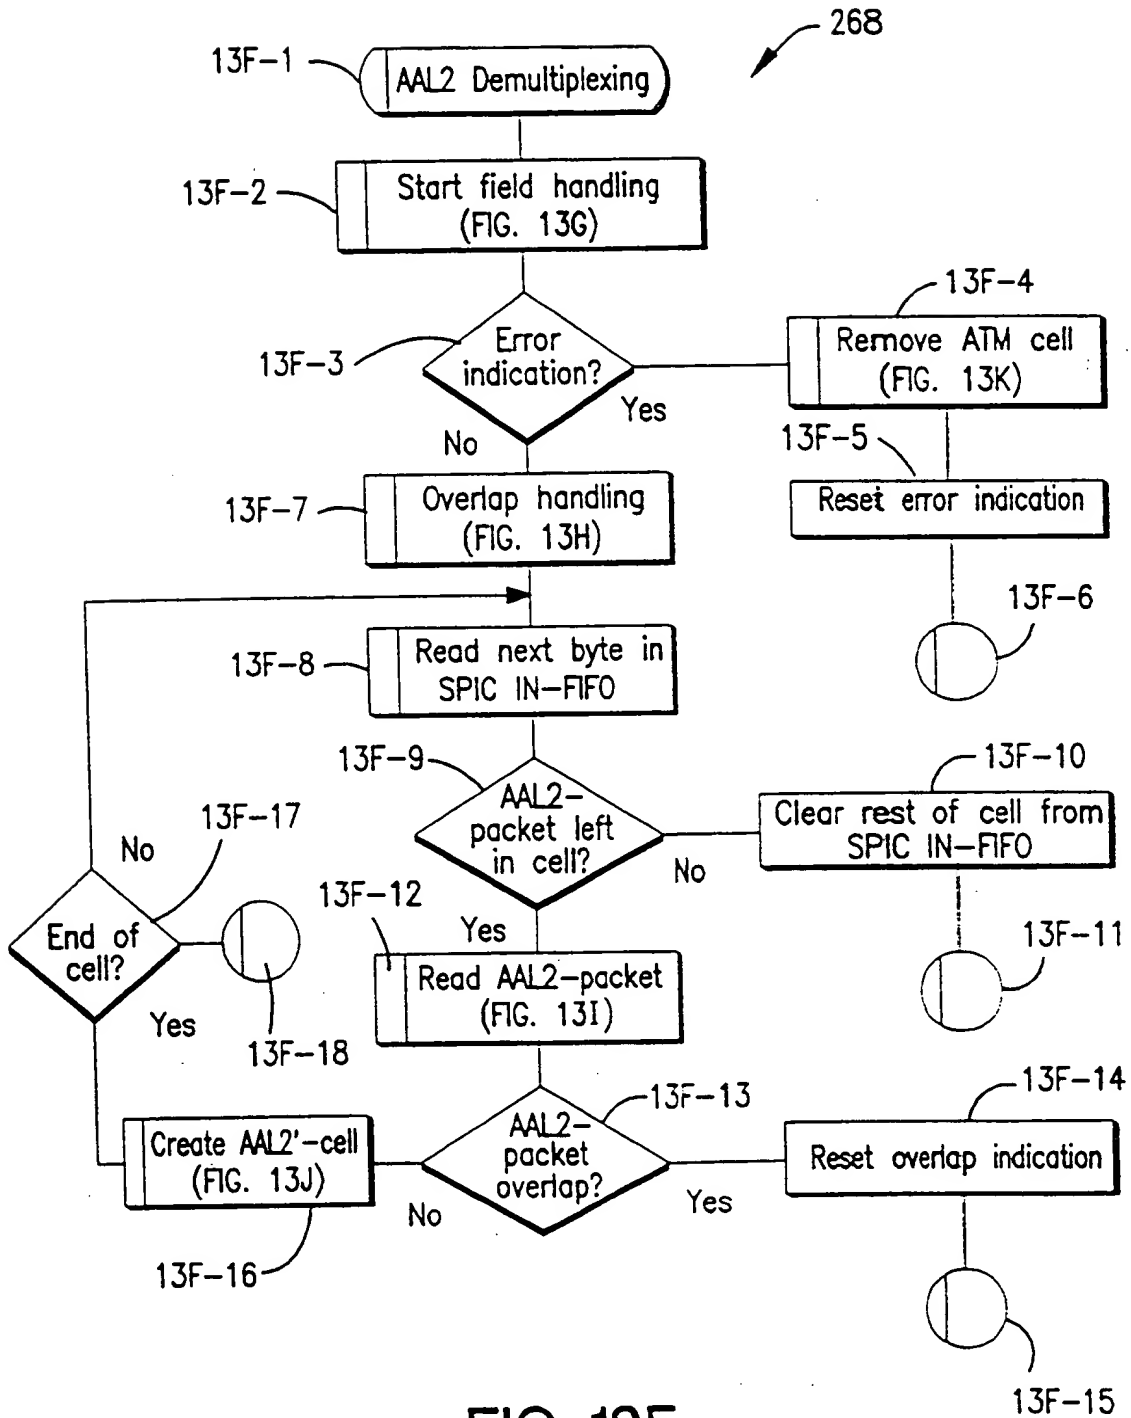 268
13F-1
AAL2 Demultiplexing
13F-2
Start field handling
(FIG. 13G)
13F-3
Error
indication?
Yes
No
13F-4
Remove ATM cell
(FIG. 13K)
13F-5
Reset error indication
13F-6
13F-7
Overlap handling
(FIG. 13H)
13F-8
Read next byte in
SPIC IN-FIFO
13F-9
AAL2-
packet left
in cell?
No
Yes
13F-10
Clear rest of cell from
SPIC IN-FIFO
13F-11
13F-12
Read AAL2-packet
(FIG. 13I)
13F-13
AAL2-
packet
overlap?
Yes
No
13F-14
Reset overlap indication
13F-15
Create AAL2'-cell
(FIG. 13J)
13F-16
13F-17
No
End of
cell?
Yes
13F-18